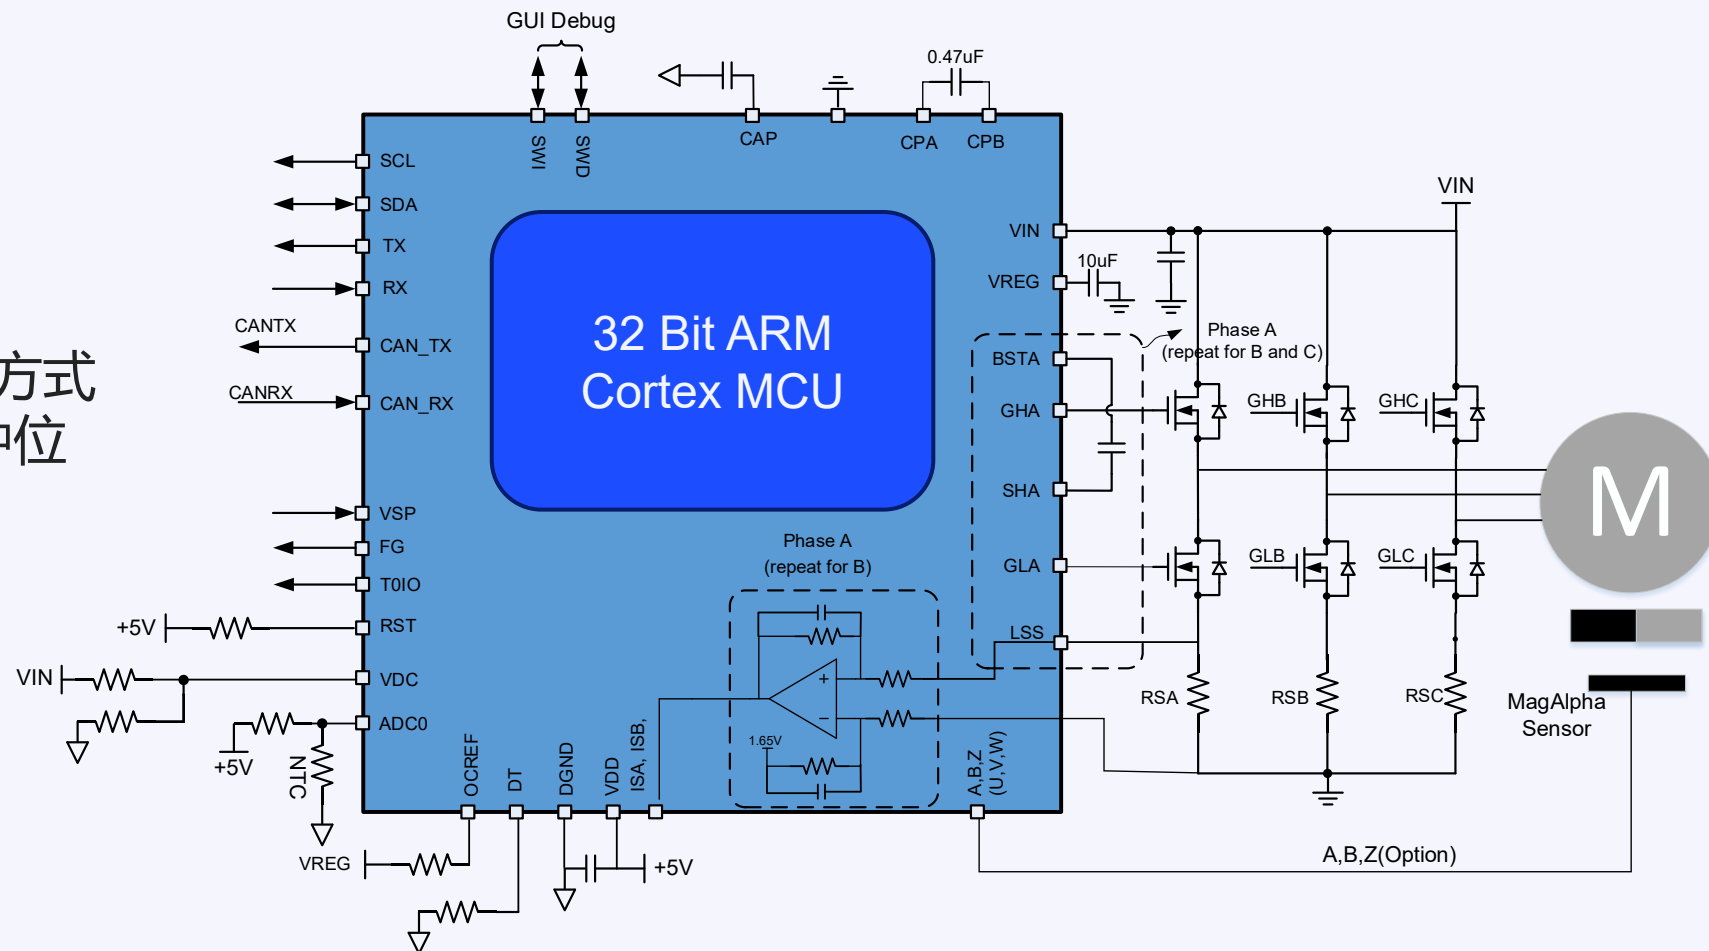 GUI Debug
0.47uF
SWI
SWD
CAP
CPA
CPB
SCL
SDA
TX
RX
CANTX
CAN_TX
CANRX
CAN_RX
方式
位
VSP
FG
T0IO
+5V
RST
VIN
VDC
ADC0
+5V
NTC
32 Bit ARM
Cortex MCU
VIN
VIN
VREG
10uF
Phase A
(repeat for B and C)
BSTA
GHA
GHB
GHC
SHA
M
GLA
GLB
GLC
LSS
Phase A
(repeat for B)
+
−
1.65V
RSA
RSB
RSC
MagAlpha
Sensor
OCREF
DT
DGND
VDD
ISA, ISB,
A,B,Z
(U,V,W)
VREG
+5V
A,B,Z(Option)